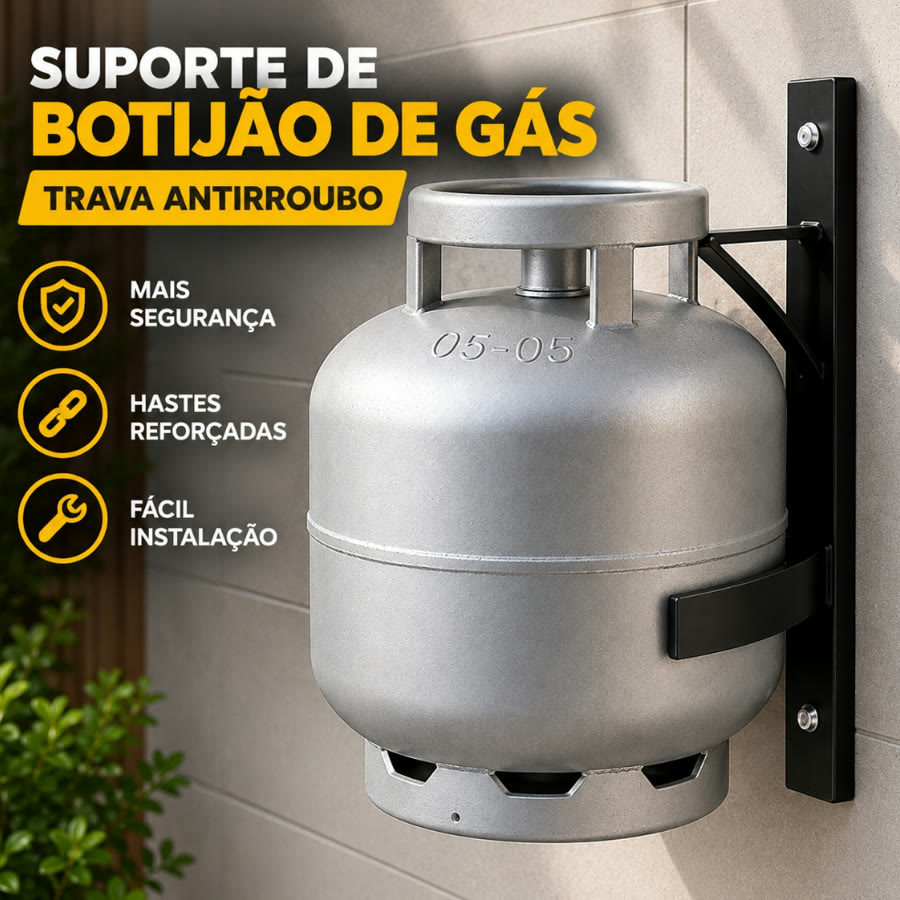 SUPORTE DE
BOTIJÃO DE GÁS
TRAVA ANTIRROUBO
MAIS
SEGURANÇA
HASTES
REFORÇADAS
FÁCIL
INSTALAÇÃO
05-05